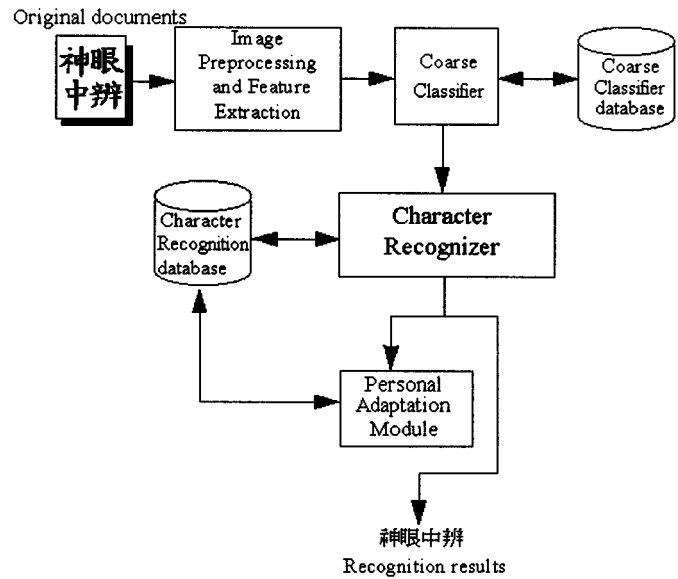 Original documents
神眼
中辨
Image
Preprocessing
and Feature
Extraction
Coarse
Classifier
Coarse
Classifier
database
Character
Recognition
database
Character
Recognizer
Personal
Adaptation
Module
神眼中辨
Recognition results